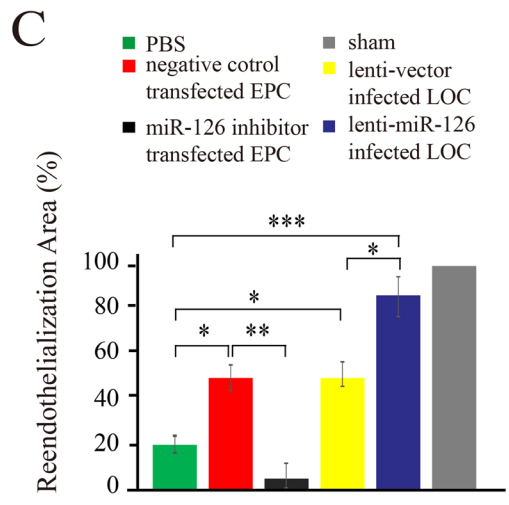 C
PBS
negative cotrol
transfected EPC
miR-126 inhibitor
transfected EPC
sham
lenti-vector
infected LOC
lenti-miR-126
infected LOC
Reendothelialization Area (%)
***
*
*
*
**
100
80
60
40
20
0